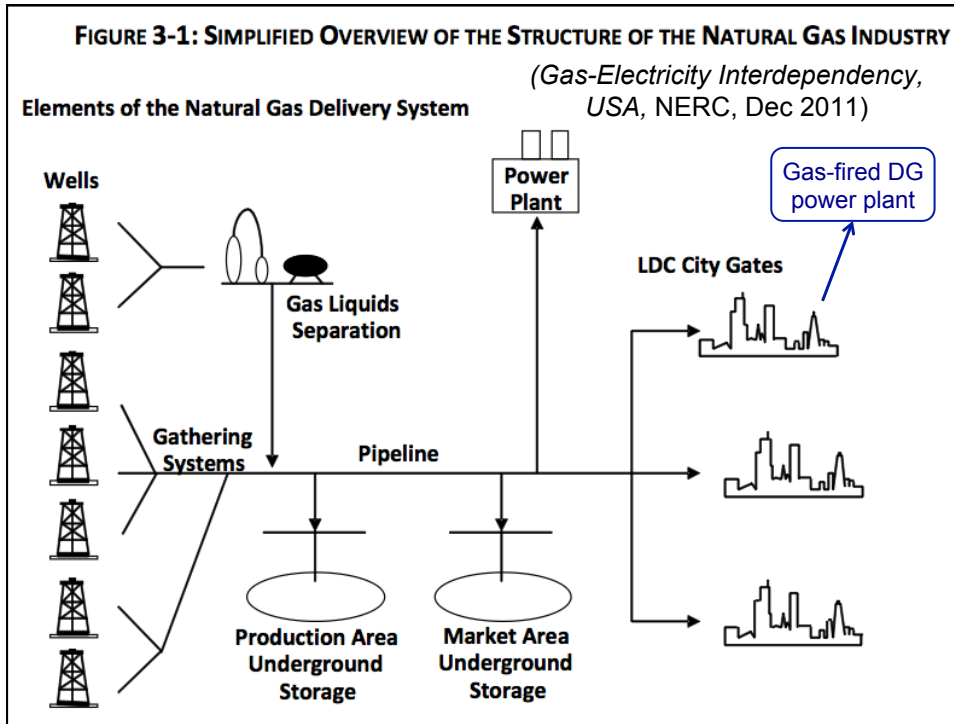 FIGURE 3-1: SIMPLIFIED OVERVIEW OF THE STRUCTURE OF THE NATURAL GAS INDUSTRY
(Gas-Electricity Interdependency,
USA, NERC, Dec 2011)
Elements of the Natural Gas Delivery System
Wells
Power
Plant
Gas-fired DG
power plant
LDC City Gates
Gas Liquids
Separation
Gathering
Systems
Pipeline
Production Area
Underground
Storage
Market Area
Underground
Storage